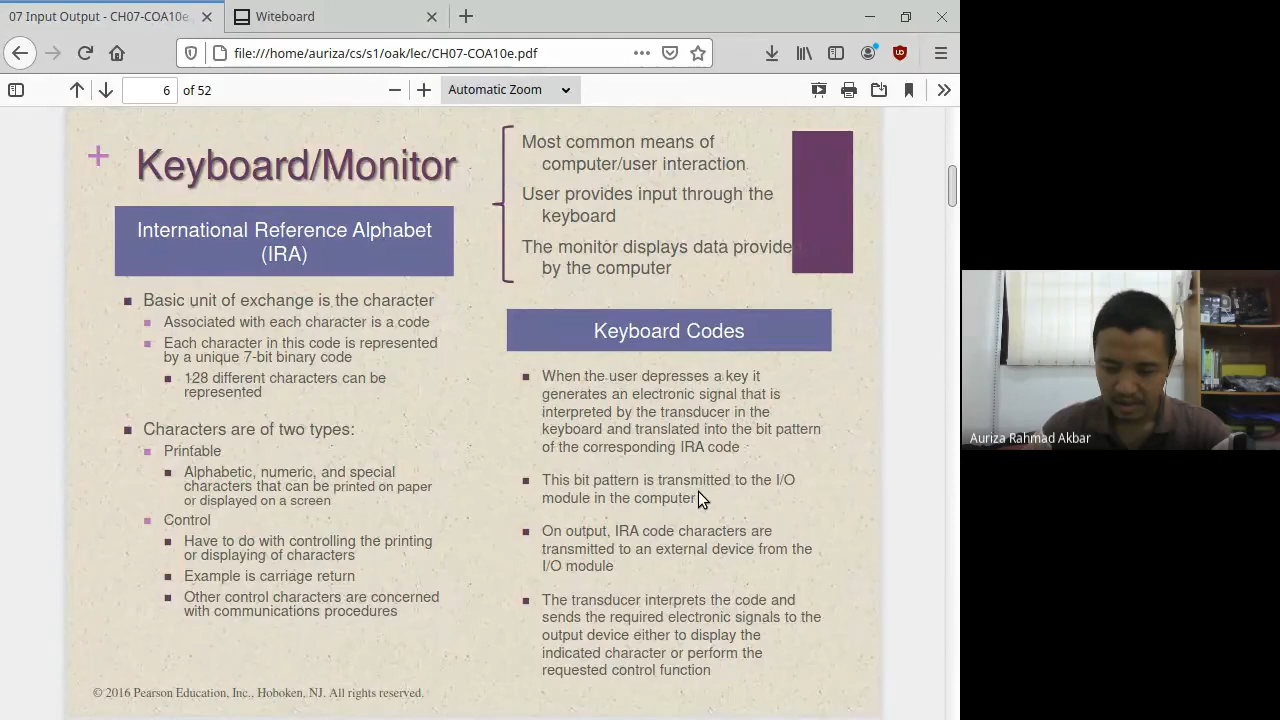 07 Input Output - CH07-COA10e.
Witeboard
file:///home/auriza/cs/s1/oak/lec/CH07-COA10e.pdf
6 of 52
Automatic Zoom
+ Keyboard/Monitor
Most common means of
computer/user interaction
User provides input through the
keyboard
The monitor displays data provided
by the computer
International Reference Alphabet
(IRA)
■ Basic unit of exchange is the character
■ Associated with each character is a code
■ Each character in this code is represented
by a unique 7-bit binary code
■ 128 different characters can be
represented
■ Characters are of two types:
■ Printable
■ Alphabetic, numeric, and special
characters that can be printed on paper
or displayed on a screen
■ Control
■ Have to do with controlling the printing
or displaying of characters
■ Example is carriage return
■ Other control characters are concerned
with communications procedures
Keyboard Codes
■ When the user depresses a key it
generates an electronic signal that is
interpreted by the transducer in the
keyboard and translated into the bit pattern
of the corresponding IRA code
■ This bit pattern is transmitted to the I/O
module in the computer
■ On output, IRA code characters are
transmitted to an external device from the
I/O module
■ The transducer interprets the code and
sends the required electronic signals to the
output device either to display the
indicated character or perform the
requested control function
© 2016 Pearson Education, Inc., Hoboken, NJ. All rights reserved.
Auriza Rahmad Akbar